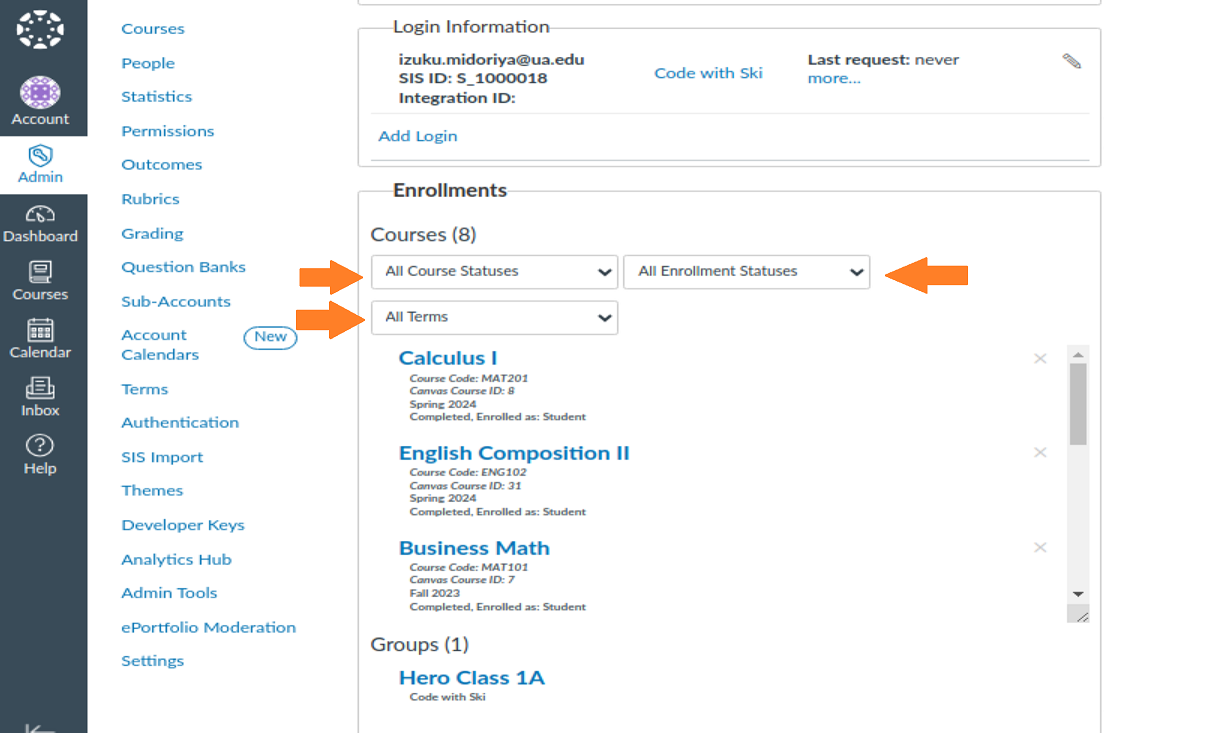 Account
Admin
Dashboard
Courses
Calendar
Inbox
Help
Courses
People
Statistics
Permissions
Outcomes
Rubrics
Grading
Question Banks
Sub-Accounts
Account
Calendars
New
Terms
Authentication
SIS Import
Themes
Developer Keys
Analytics Hub
Admin Tools
ePortfolio Moderation
Settings
Login Information
izuku.midoriya@ua.edu
SIS ID: S_1000018
Integration ID:
Code with Ski
Last request: never
more...
Add Login
Enrollments
Courses (8)
All Course Statuses
All Enrollment Statuses
All Terms
Calculus I
Course Code: MAT201
Canvas Course ID: 8
Spring 2024
Completed, Enrolled as: Student
English Composition II
Course Code: ENG102
Canvas Course ID: 31
Spring 2024
Completed, Enrolled as: Student
Business Math
Course Code: MAT101
Canvas Course ID: 7
Fall 2023
Completed, Enrolled as: Student
Groups (1)
Hero Class 1A
Code with Ski